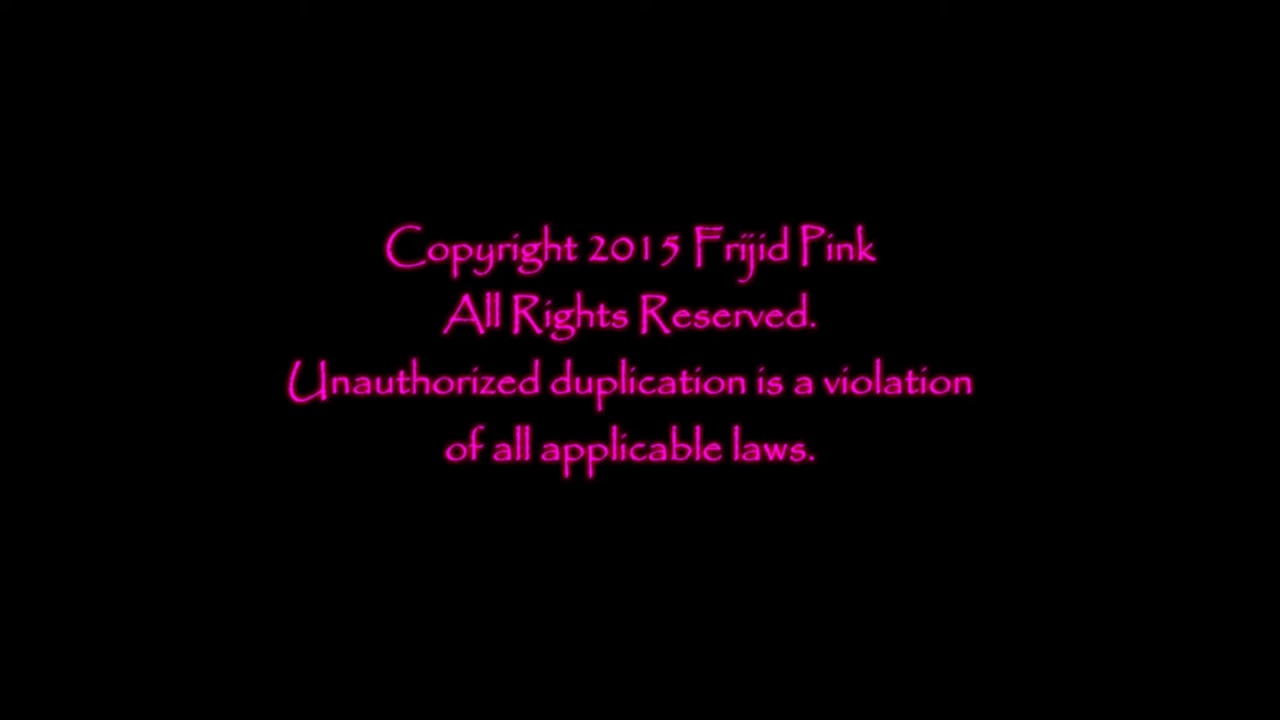 Copyright 2015 Frijid Pink
All Rights Reserved.
Unauthorized duplication is a violation
of all applicable laws.